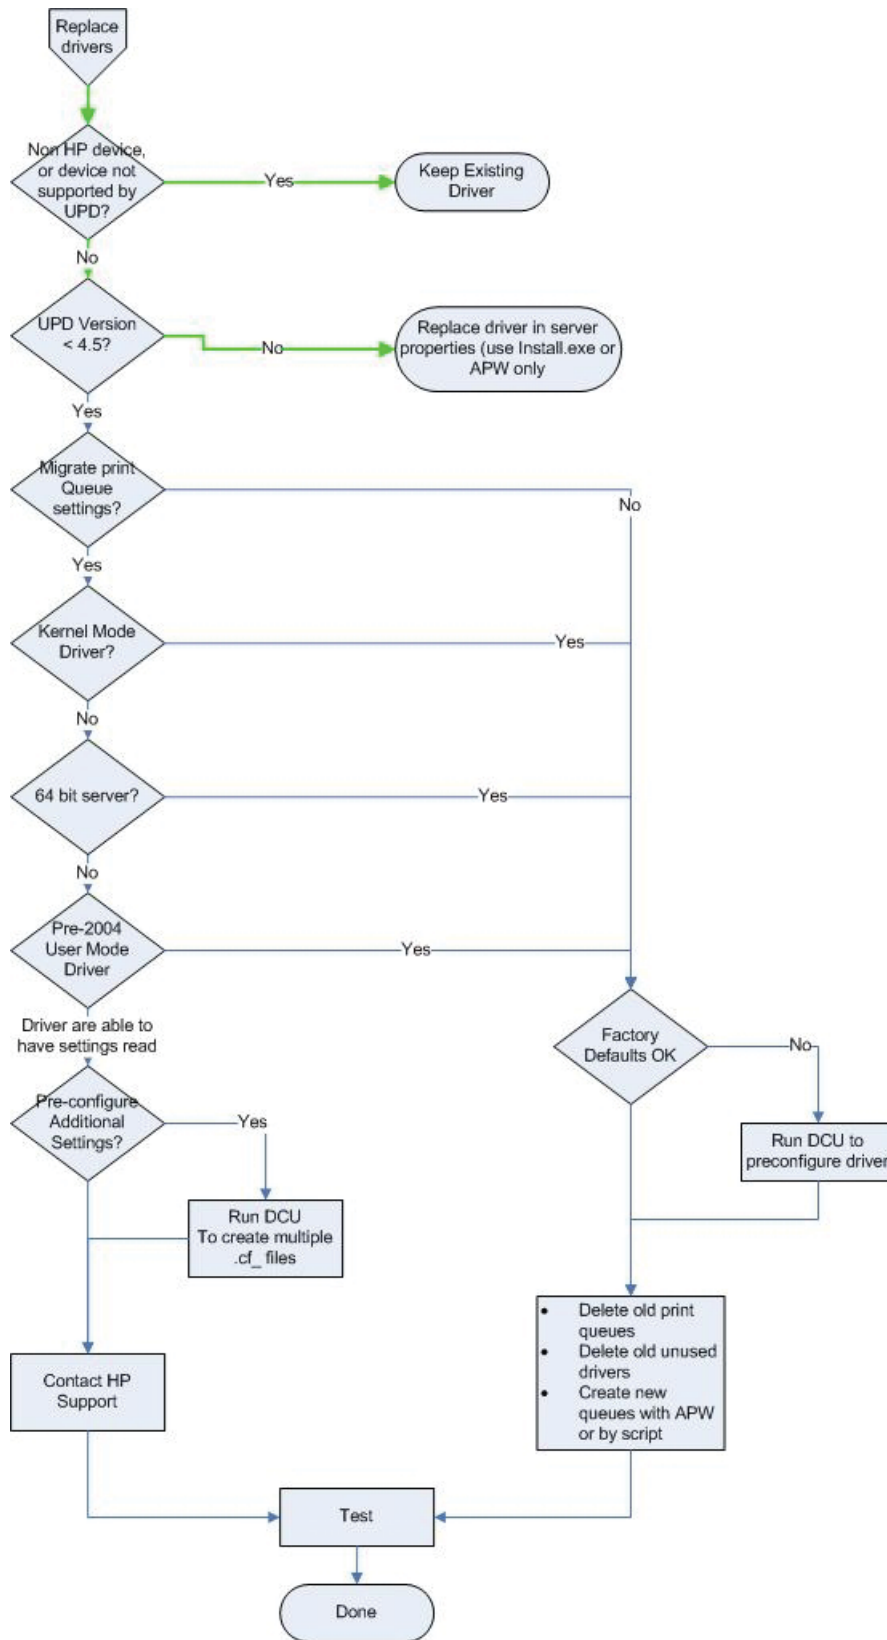 Replace
drivers
Non HP device,
or device not
supported by
UPD?
Yes
Keep Existing
Driver
No
UPD Version
< 4.5?
No
Replace driver in server
properties (use Install.exe or
APW only
Yes
Migrate print
Queue
settings?
No
Yes
Kernel Mode
Driver?
Yes
No
64 bit server?
Yes
No
Pre-2004
User Mode
Driver
Yes
Driver are able to
have settings read
Factory
Defaults OK
No
Pre-configure
Additional
Settings?
Yes
Run DCU to
preconfigure driver
Run DCU
To create multiple
.cf_ files
• Delete old print
queues
• Delete old unused
drivers
• Create new
queues with APW
or by script
Contact HP
Support
Test
Done